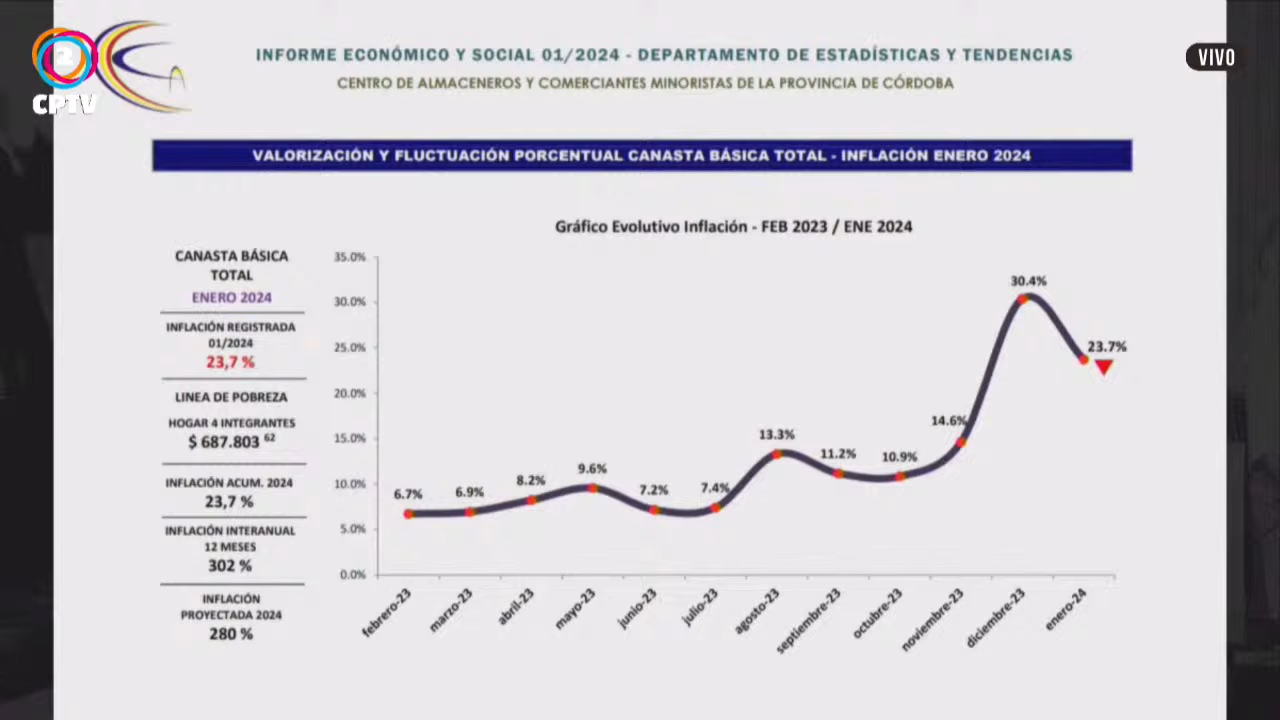 2
CPTV
VIVO
INFORME ECONÓMICO Y SOCIAL 01/2024 - DEPARTAMENTO DE ESTADÍSTICAS Y TENDENCIAS
CENTRO DE ALMACENEROS Y COMERCIANTES MINORISTAS DE LA PROVINCIA DE CÓRDOBA
VALORIZACIÓN Y FLUCTUACIÓN PORCENTUAL CANASTA BÁSICA TOTAL - INFLACIÓN ENERO 2024
CANASTA BÁSICA
TOTAL
ENERO 2024
INFLACIÓN REGISTRADA
01/2024
23,7 %
LINEA DE POBREZA
HOGAR 4 INTEGRANTES
$ 687.803 62
INFLACIÓN ACUM. 2024
23,7 %
INFLACIÓN INTERANUAL
12 MESES
302 %
INFLACIÓN
PROYECTADA 2024
280 %
Gráfico Evolutivo Inflación - FEB 2023 / ENE 2024
35.0%
30.0%
25.0%
20.0%
15.0%
10.0%
5.0%
0.0%
6.7%
6.9%
8.2%
9.6%
7.2%
7.4%
13.3%
11.2%
10.9%
14.6%
30.4%
23.7%
febrero-23
marzo-23
abril-23
mayo-23
junio-23
julio-23
agosto-23
septiembre-23
octubre-23
noviembre-23
diciembre-23
enero-24